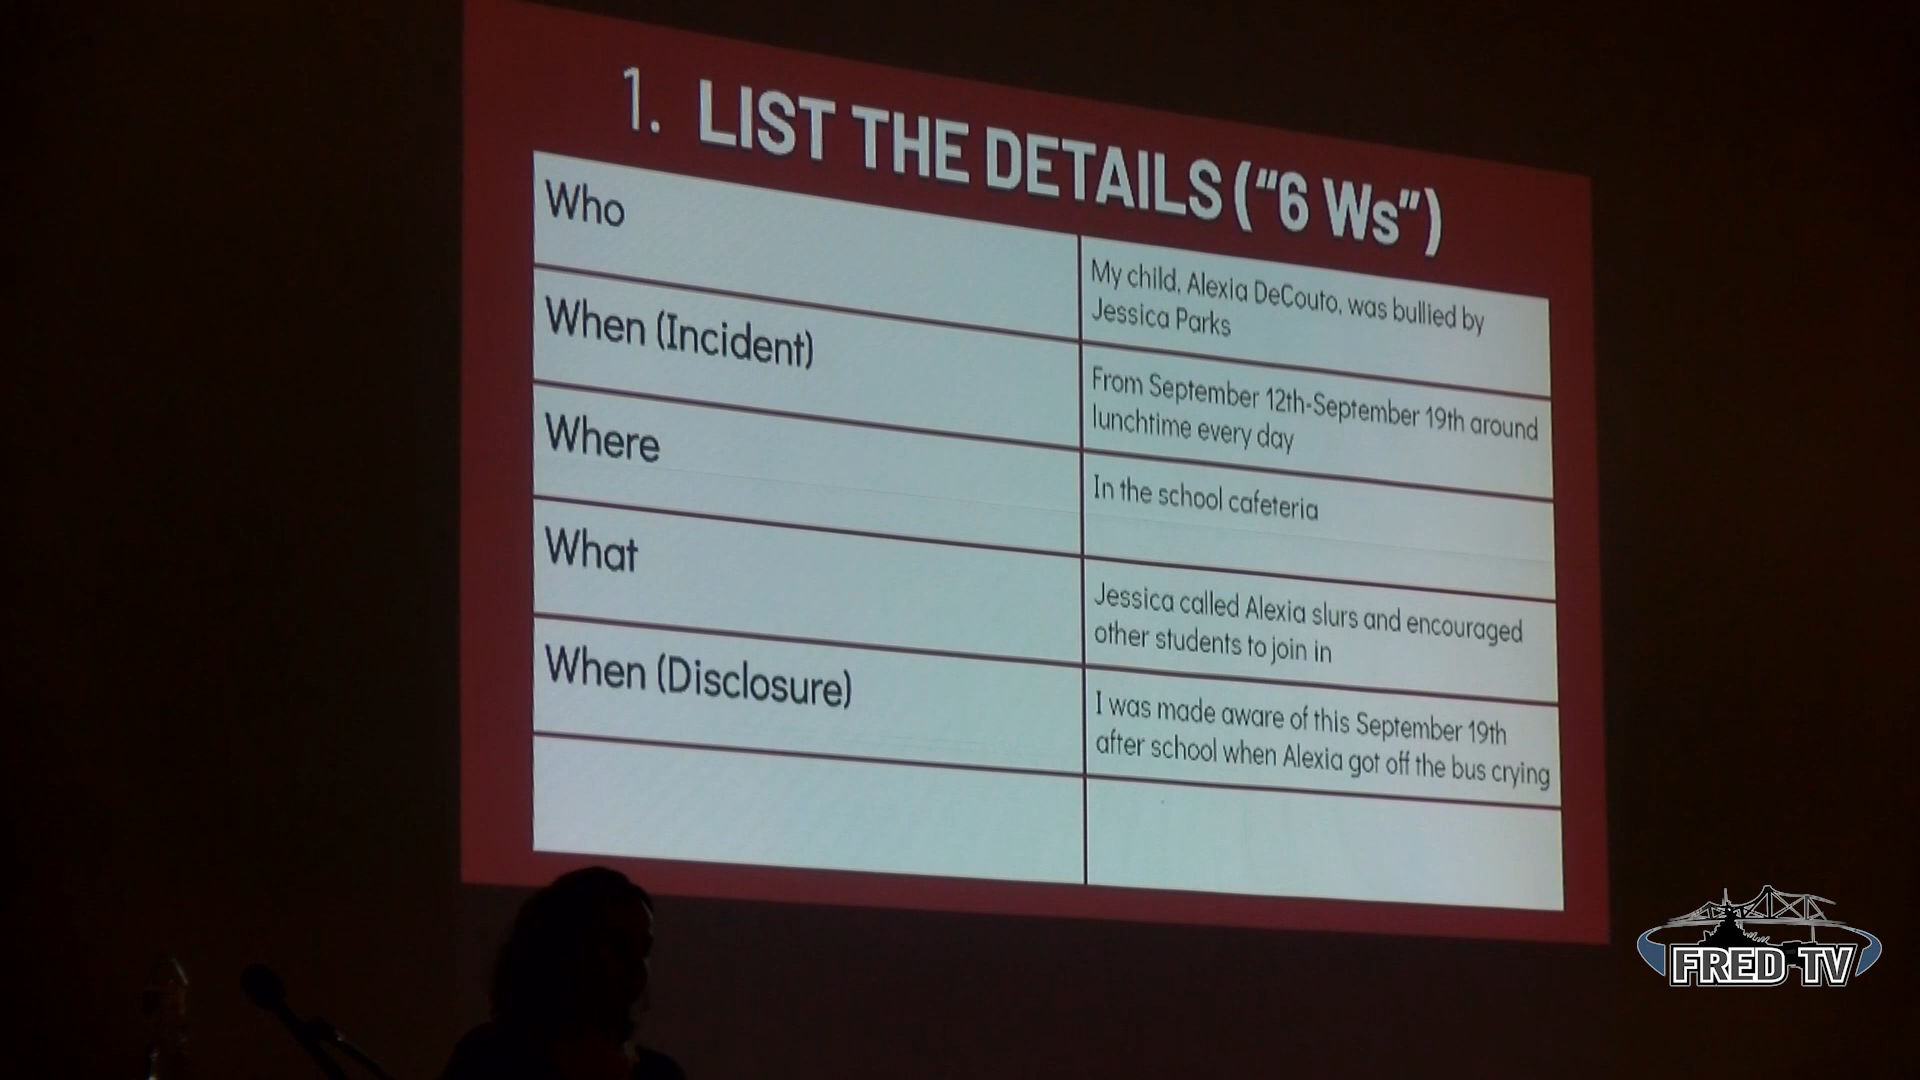 1. LIST THE DETAILS ("6 Ws")
Who
My child, Alexia DeCouto, was bullied by
Jessica Parks
When (Incident)
From September 12th-September 19th around
lunchtime every day
Where
In the school cafeteria
What
Jessica called Alexia slurs and encouraged
other students to join in
When (Disclosure)
I was made aware of this September 19th
after school when Alexia got off the bus crying
FRED TV